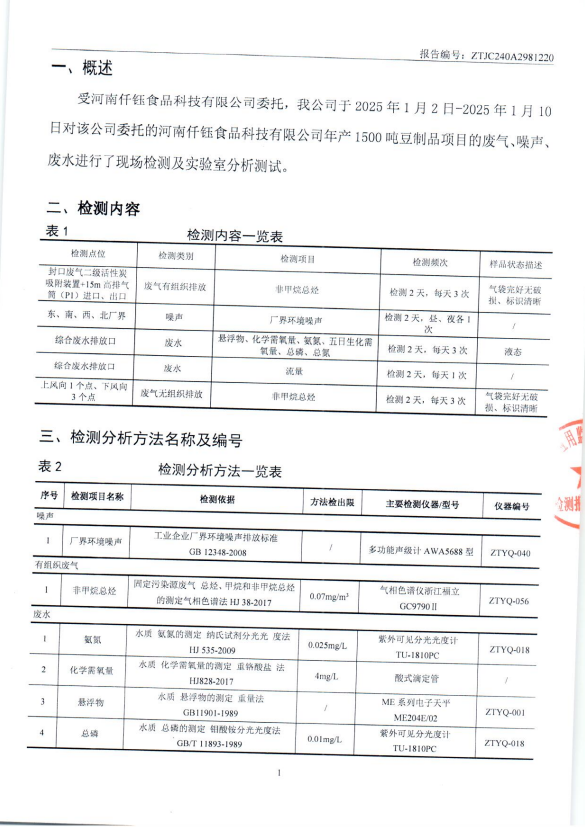 报告编号：ZTJC240A2981220
一、概述
受河南仟钰食品科技有限公司委托，我公司于 2025 年 1 月 2 日-2025 年 1 月 10
日对该公司委托的河南仟钰食品科技有限公司年产 1500 吨豆制品项目的废气、噪声、
废水进行了现场检测及实验室分析测试。
二、检测内容
表 1 检测内容一览表
检测点位 检测类别 检测项目 检测频次 样品状态描述
封口废气二级活性炭
吸附装置+15m 高排气
筒（P1）进口、出口
废气有组织排放 非甲烷总烃 检测 2 天，每天 3 次
气袋完好无破
损、标识清晰
东、南、西、北厂界 噪声 厂界环境噪声
检测 2 天，昼、夜各 1
次
/
综合废水排放口 废水
悬浮物、化学需氧量、氨氮、五日生化需
氧量、总磷、总氮
检测 2 天，每天 3 次 液态
综合废水排放口 废水 流量 检测 2 天，每天 1 次 /
上风向 1 个点、下风向
3 个点
废气无组织排放 非甲烷总烃 检测 2 天，每天 3 次
气袋完好无破
损、标识清晰
三、检测分析方法名称及编号
表 2 检测分析方法一览表
序号 检测项目名称 检测依据 方法检出限 主要检测仪器/型号 仪器编号
噪声
1 厂界环境噪声
工业企业厂界环境噪声排放标准
GB 12348-2008
/ 多功能声级计 AWA5688 型 ZTYQ-040
有组织废气
1 非甲烷总烃
固定污染源废气 总烃、甲烷和非甲烷总烃
的测定气相色谱法 HJ 38-2017
0.07mg/m³
气相色谱仪浙江福立
GC9790Ⅱ
ZTYQ-056
废水
1 氨氮
水质 氨氮的测定 纳氏试剂分光光 度法
HJ 535-2009
0.025mg/L
紫外可见分光光度计
TU-1810PC
ZTYQ-018
2 化学需氧量
水质 化学需氧量的测定 重铬酸盐 法
HJ828-2017
4mg/L 酸式滴定管 /
3 悬浮物
水质 悬浮物的测定 重量法
GB11901-1989
/
ME 系列电子天平
ME204E/02
ZTYQ-001
4 总磷
水质 总磷的测定 钼酸铵分光光度法
GB/T 11893-1989
0.01mg/L
紫外可见分光光度计
TU-1810PC
ZTYQ-018
1